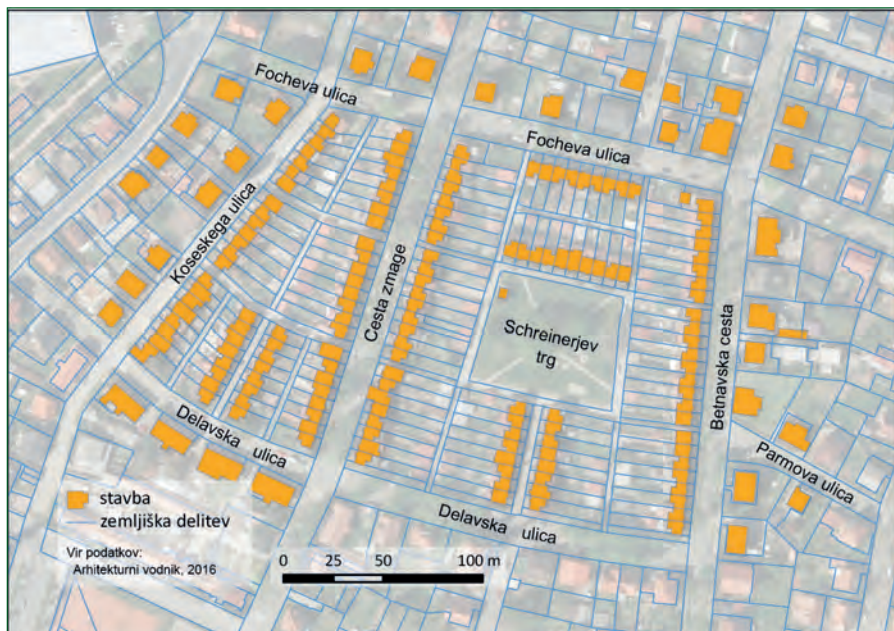 Focheva ulica
Focheva ulica
Koseskega ulica
Cesta zmage
Schreinerjev
trg
Betnavska cesta
Parmova ulica
Delavska ulica
Delavska ulica
stavba
zemljiška delitev
Vir podatkov:
Arhitekturni vodnik, 2016
0 25 50 100 m